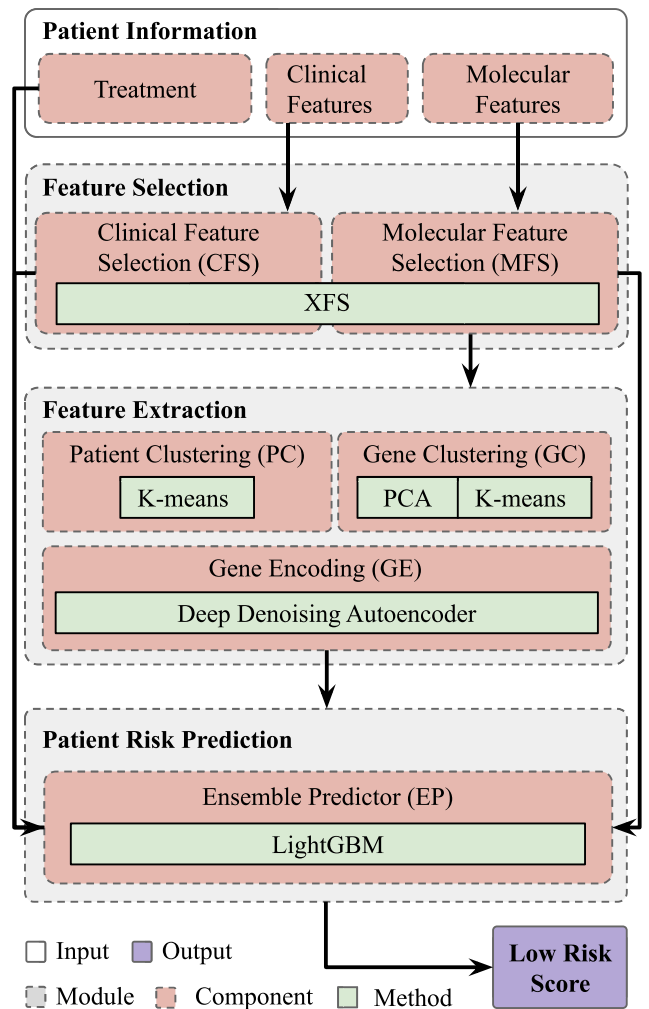 Patient Information
Treatment
Clinical
Features
Molecular
Features
Feature Selection
Clinical Feature
Selection (CFS)
Molecular Feature
Selection (MFS)
XFS
Feature Extraction
Patient Clustering (PC)
K-means
Gene Clustering (GC)
PCA
K-means
Gene Encoding (GE)
Deep Denoising Autoencoder
Patient Risk Prediction
Ensemble Predictor (EP)
LightGBM
Low Risk
Score
Input
Output
Module
Component
Method